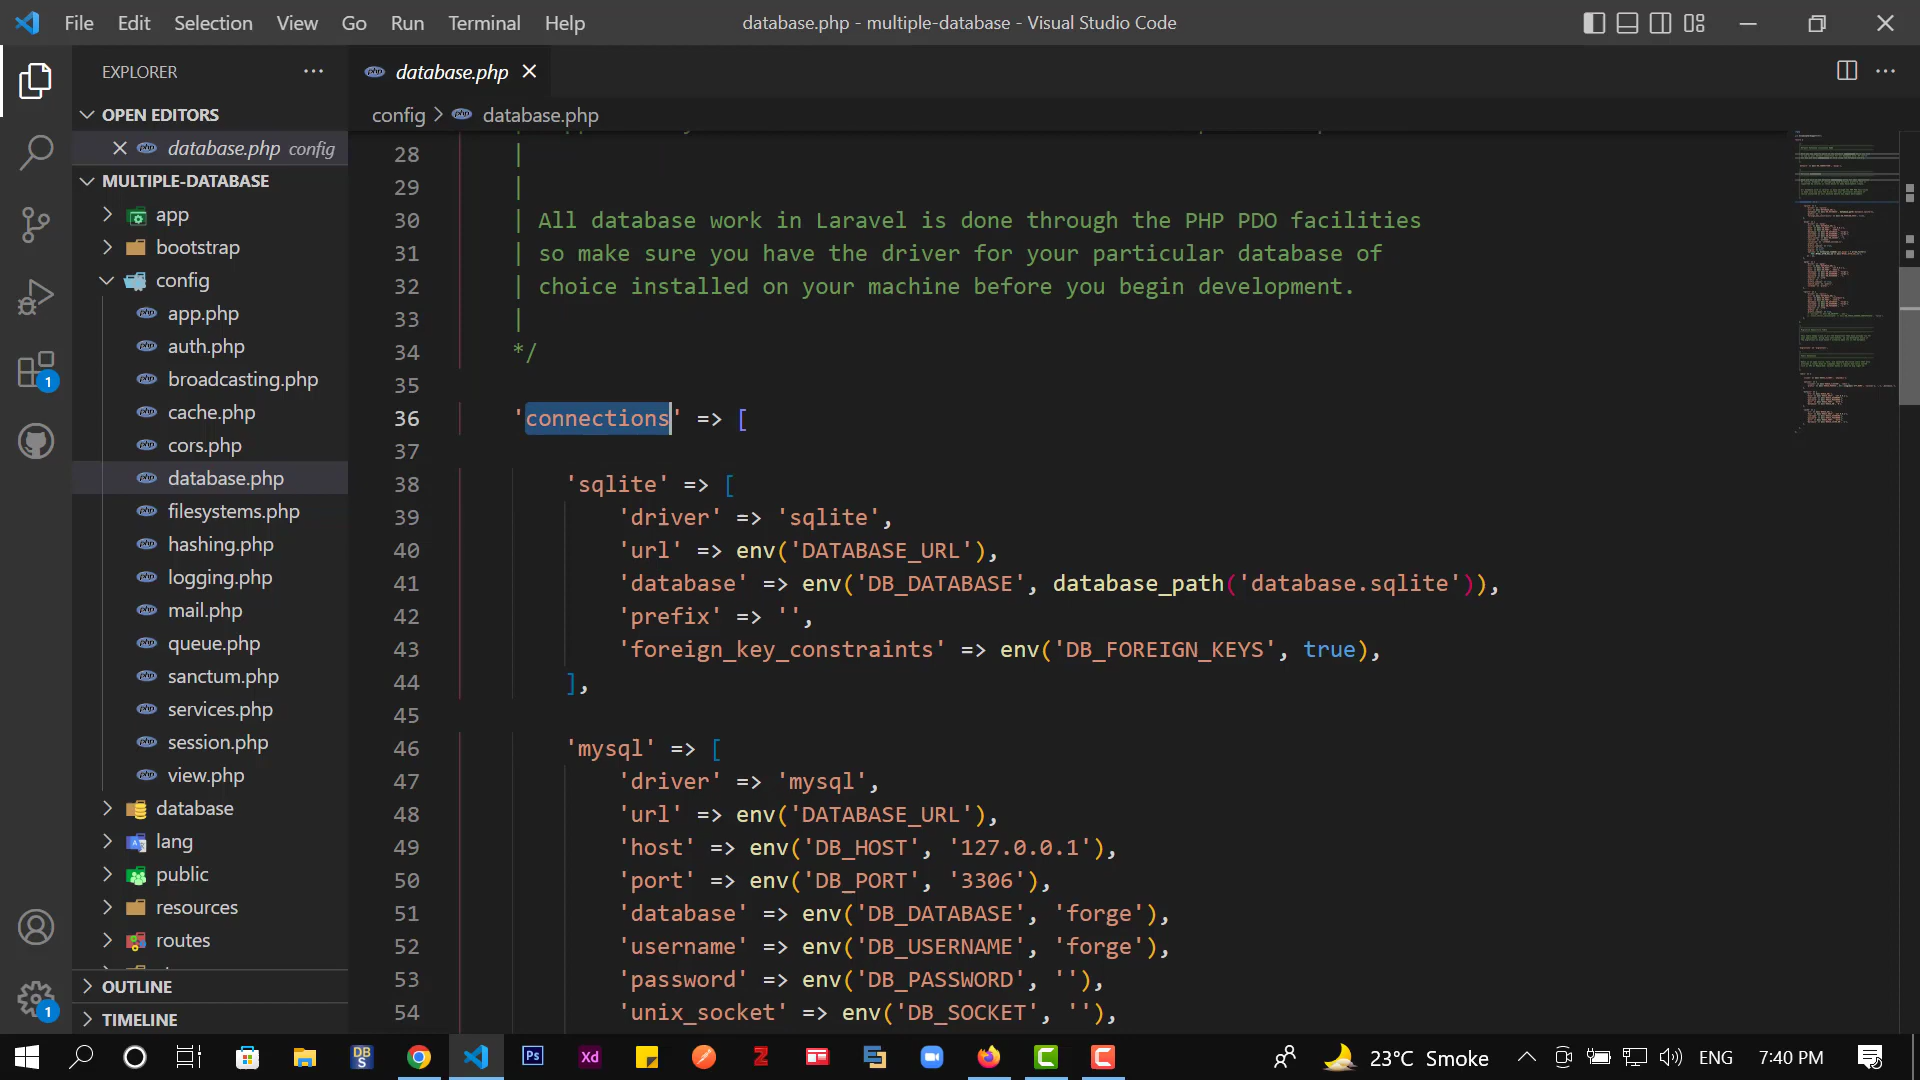 File Edit Selection View Go Run Terminal Help
database.php - multiple-database - Visual Studio Code
EXPLORER
OPEN EDITORS
database.php config
MULTIPLE-DATABASE
app
bootstrap
config
app.php
auth.php
broadcasting.php
cache.php
cors.php
database.php
filesystems.php
hashing.php
logging.php
mail.php
queue.php
sanctum.php
services.php
session.php
view.php
database
lang
public
resources
routes
OUTLINE
TIMELINE
1
1
database.php
config > database.php
28 |
29 |
30 | All database work in Laravel is done through the PHP PDO facilities
31 | so make sure you have the driver for your particular database of
32 | choice installed on your machine before you begin development.
33 |
34 */
35
36 'connections' => [
37
38 'sqlite' => [
39 'driver' => 'sqlite',
40 'url' => env('DATABASE_URL'),
41 'database' => env('DB_DATABASE', database_path('database.sqlite')),
42 'prefix' => '',
43 'foreign_key_constraints' => env('DB_FOREIGN_KEYS', true),
44 ],
45
46 'mysql' => [
47 'driver' => 'mysql',
48 'url' => env('DATABASE_URL'),
49 'host' => env('DB_HOST', '127.0.0.1'),
50 'port' => env('DB_PORT', '3306'),
51 'database' => env('DB_DATABASE', 'forge'),
52 'username' => env('DB_USERNAME', 'forge'),
53 'password' => env('DB_PASSWORD', ''),
54 'unix_socket' => env('DB_SOCKET', ''),
DB
S
Ps
Xd
Z
23°C Smoke
ENG
7:40 PM